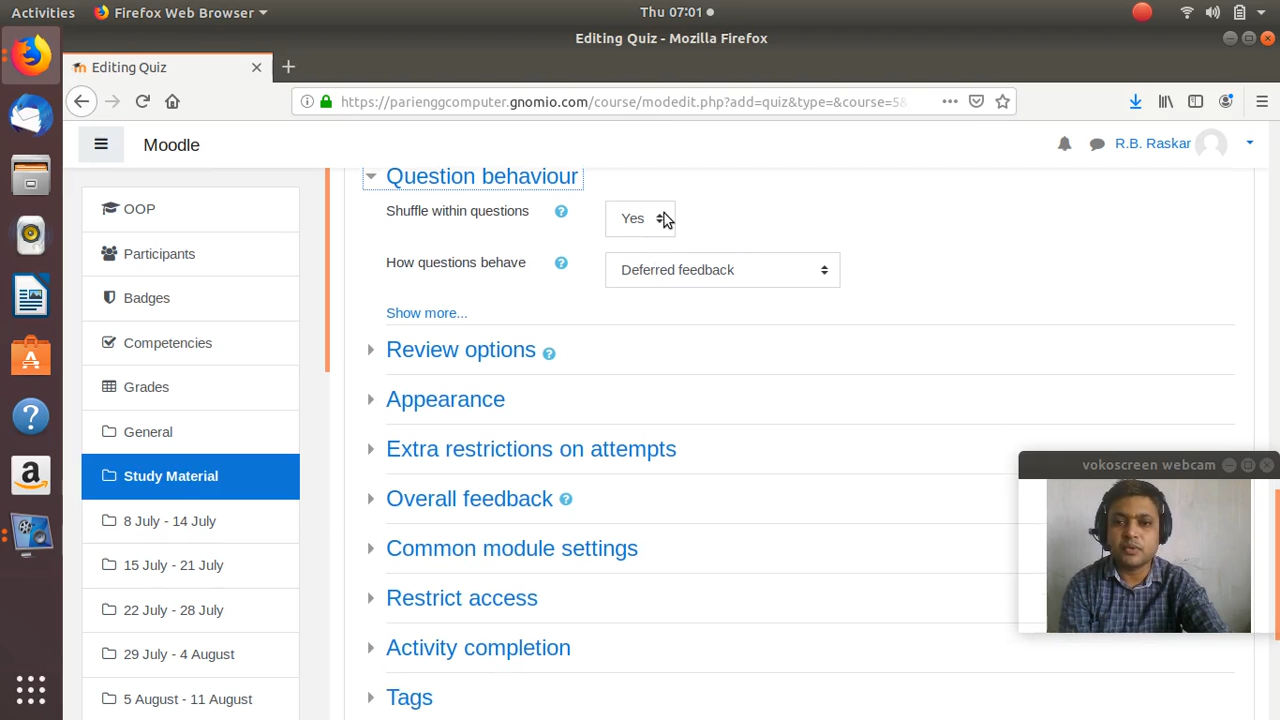 Activities Firefox Web Browser Thu 07:01
Editing Quiz - Mozilla Firefox
Editing Quiz
https://parienggcomputer.gnomio.com/course/modedit.php?add=quiz&type=&course=5&
Moodle R.B. Raskar
OOP
Participants
Badges
Competencies
Grades
General
Study Material
8 July - 14 July
15 July - 21 July
22 July - 28 July
29 July - 4 August
5 August - 11 August
Question behaviour
Shuffle within questions ? Yes
How questions behave ? Deferred feedback
Show more...
Review options ?
Appearance
Extra restrictions on attempts
Overall feedback ?
Common module settings
Restrict access
Activity completion
Tags
vokoscreen webcam